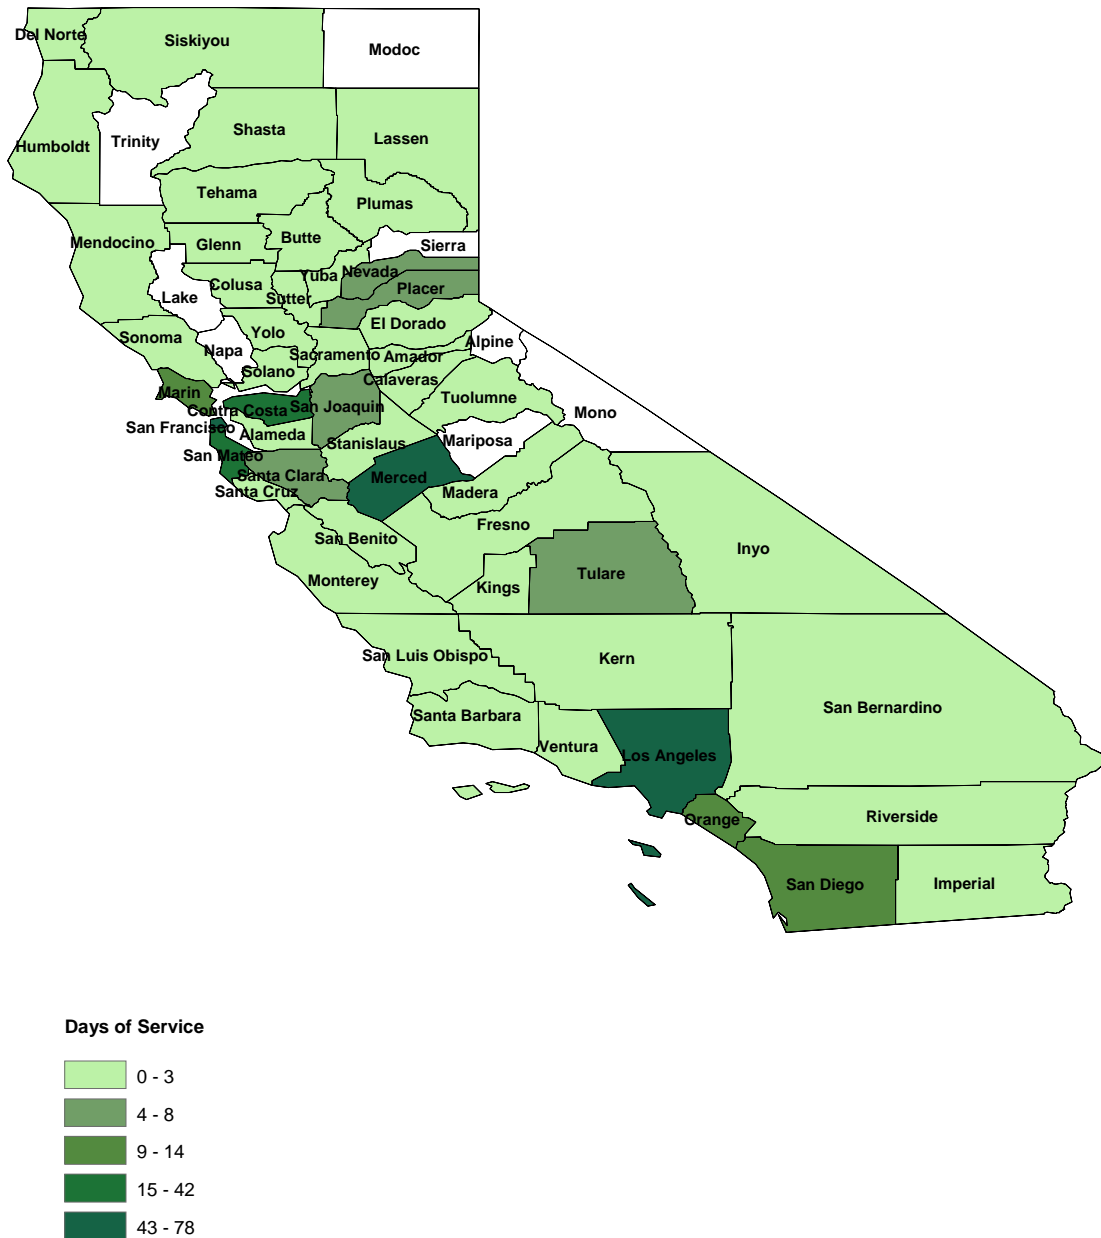 Del Norte
Siskiyou
Modoc
Trinity
Shasta
Lassen
Humboldt
Tehama
Plumas
Mendocino
Glenn
Butte
Sierra
Yuba
Nevada
Colusa
Placer
Lake
Sutter
El Dorado
Sonoma
Yolo
Napa
Sacramento
Amador
Alpine
Solano
Calaveras
Marin
Tuolumne
Contra Costa
San Joaquin
Mono
San Francisco
Alameda
Stanislaus
Mariposa
San Mateo
Santa Clara
Merced
Santa Cruz
Madera
Fresno
San Benito
Inyo
Monterey
Kings
Tulare
San Luis Obispo
Kern
Santa Barbara
San Bernardino
Ventura
Los Angeles
Orange
Riverside
San Diego
Imperial
Days of Service
0 - 3
4 - 8
9 - 14
15 - 42
43 - 78